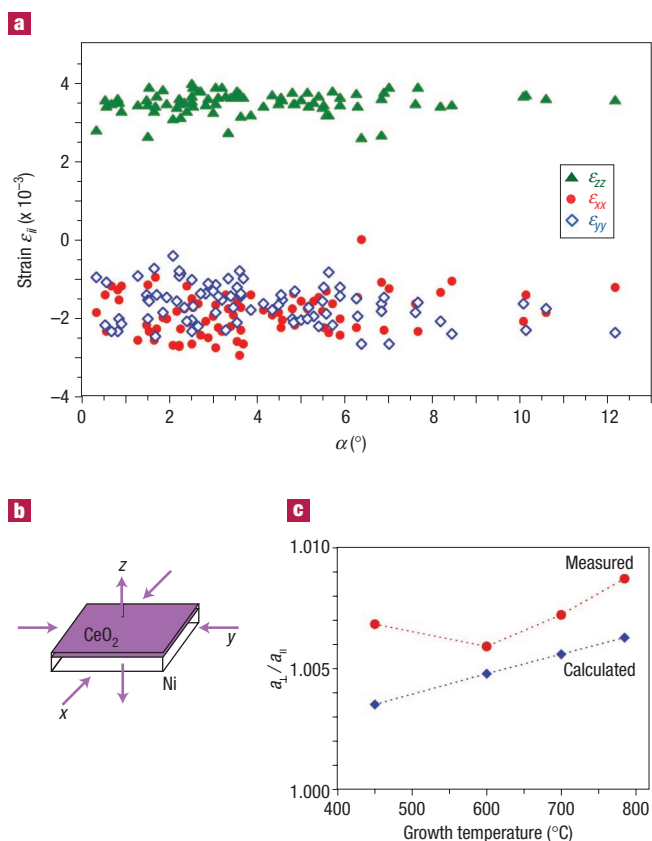 a
Strain εii (x 10−3)
4
2
0
−2
−4
εzz
εxx
εyy
0 2 4 6 8 10 12
α (°)
b
z
CeO2
y
Ni
x
c
1.010
1.005
1.000
a⊥/a||
Measured
Calculated
400 500 600 700 800
Growth temperature (°C)